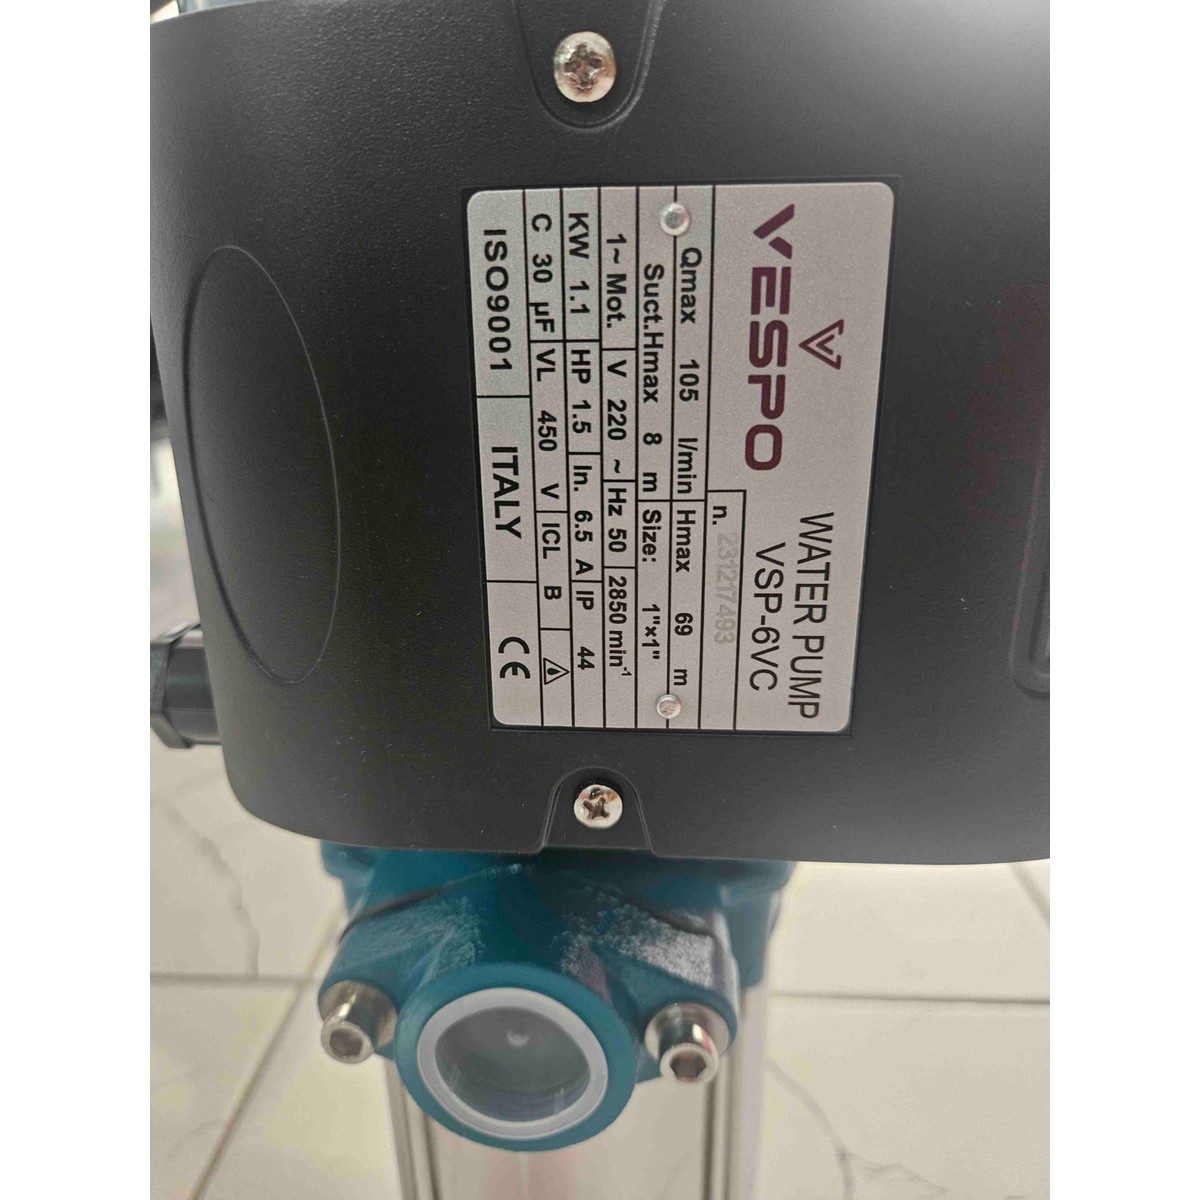 VESPO
WATER PUMP
VSP-6VC
n. 231217493
Qmax 105 l/min Hmax 69 m
Suct.Hmax 8 m Size: 1"x1"
1~ Mot. V 220 ~ Hz 50 2850 min-1
KW 1.1 HP 1.5 In. 6.5 A IP 44
C 30 µF VL 450 V ICL B
ISO9001 ITALY CE